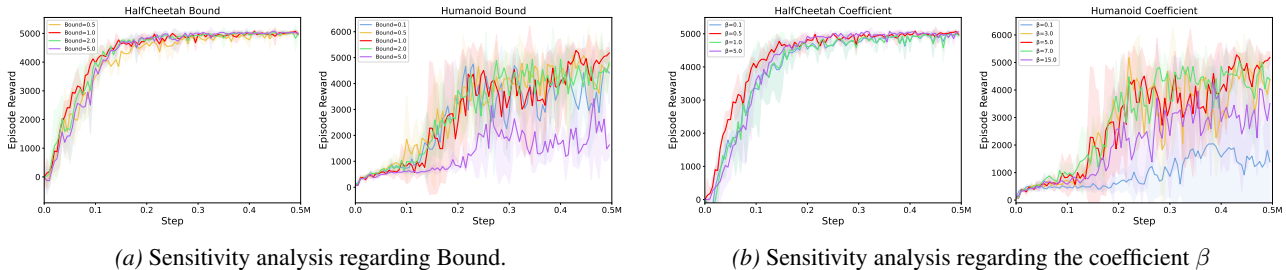 HalfCheetah Bound
Episode Reward
5000
4000
3000
2000
1000
0
Bound=0.5
Bound=1.0
Bound=2.0
Bound=5.0
0.0 0.1 0.2 0.3 0.4 0.5M
Step
Humanoid Bound
Episode Reward
6000
5000
4000
3000
2000
1000
0
Bound=0.1
Bound=0.5
Bound=1.0
Bound=2.0
Bound=5.0
0.0 0.1 0.2 0.3 0.4 0.5M
Step
(a) Sensitivity analysis regarding Bound.
HalfCheetah Coefficient
Episode Reward
5000
4000
3000
2000
1000
0
β=0.1
β=0.5
β=1.0
β=5.0
0.0 0.1 0.2 0.3 0.4 0.5M
Step
Humanoid Coefficient
Episode Reward
6000
5000
4000
3000
2000
1000
0
β=0.1
β=3.0
β=5.0
β=7.0
β=15.0
0.0 0.1 0.2 0.3 0.4 0.5M
Step
(b) Sensitivity analysis regarding the coefficient β